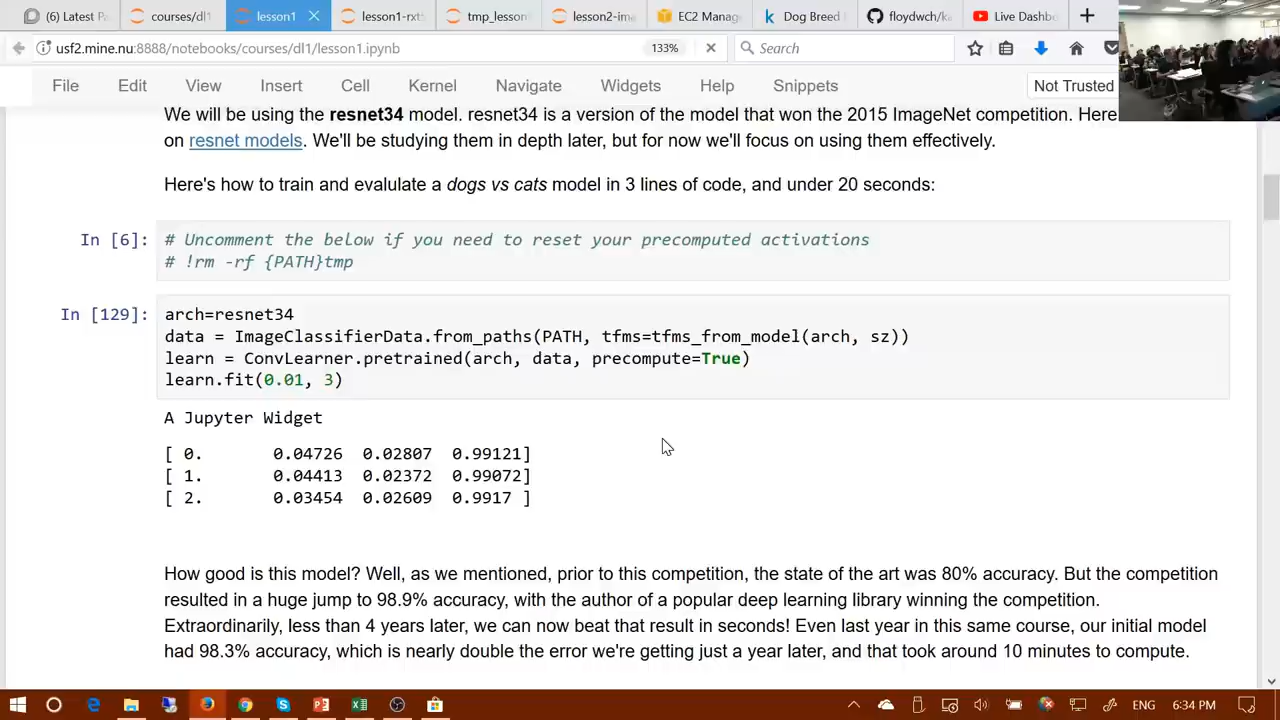 (6) Latest P
courses/dl1
lesson1
lesson1-rxt
tmp_lesson
lesson2-ima
EC2 Manag
Dog Breed
floydwch/ka
Live Dashb
usf2.mine.nu:8888/notebooks/courses/dl1/lesson1.ipynb
133%
Search
File Edit View Insert Cell Kernel Navigate Widgets Help Snippets
Not Trusted
We will be using the resnet34 model. resnet34 is a version of the model that won the 2015 ImageNet competition. Here
on resnet models. We'll be studying them in depth later, but for now we'll focus on using them effectively.
Here's how to train and evalulate a dogs vs cats model in 3 lines of code, and under 20 seconds:
In [6]: # Uncomment the below if you need to reset your precomputed activations
# !rm -rf {PATH}tmp
In [129]: arch=resnet34
data = ImageClassifierData.from_paths(PATH, tfms=tfms_from_model(arch, sz))
learn = ConvLearner.pretrained(arch, data, precompute=True)
learn.fit(0.01, 3)
A Jupyter Widget
[ 0. 0.04726 0.02807 0.99121]
[ 1. 0.04413 0.02372 0.99072]
[ 2. 0.03454 0.02609 0.9917 ]
How good is this model? Well, as we mentioned, prior to this competition, the state of the art was 80% accuracy. But the competition
resulted in a huge jump to 98.9% accuracy, with the author of a popular deep learning library winning the competition.
Extraordinarily, less than 4 years later, we can now beat that result in seconds! Even last year in this same course, our initial model
had 98.3% accuracy, which is nearly double the error we're getting just a year later, and that took around 10 minutes to compute.
ENG 6:34 PM